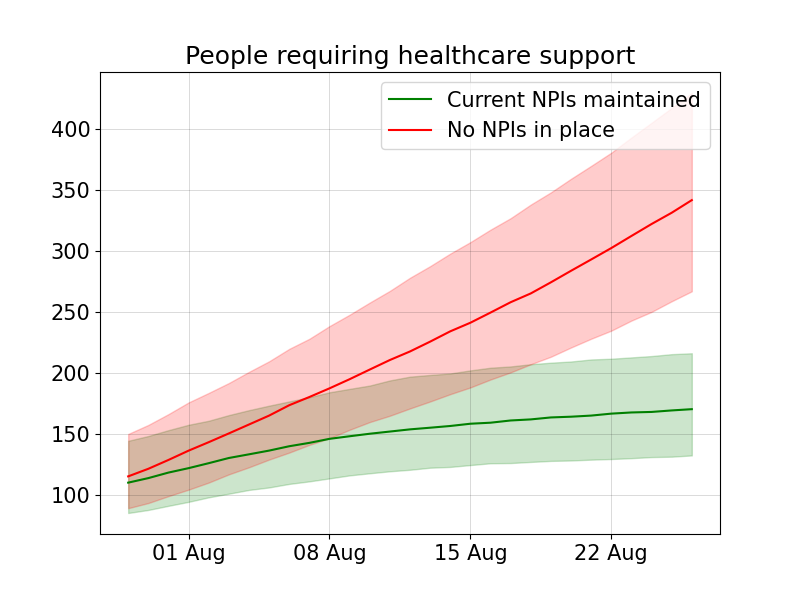 People requiring healthcare support
Current NPIs maintained
No NPIs in place
400
350
300
250
200
150
100
01 Aug
08 Aug
15 Aug
22 Aug